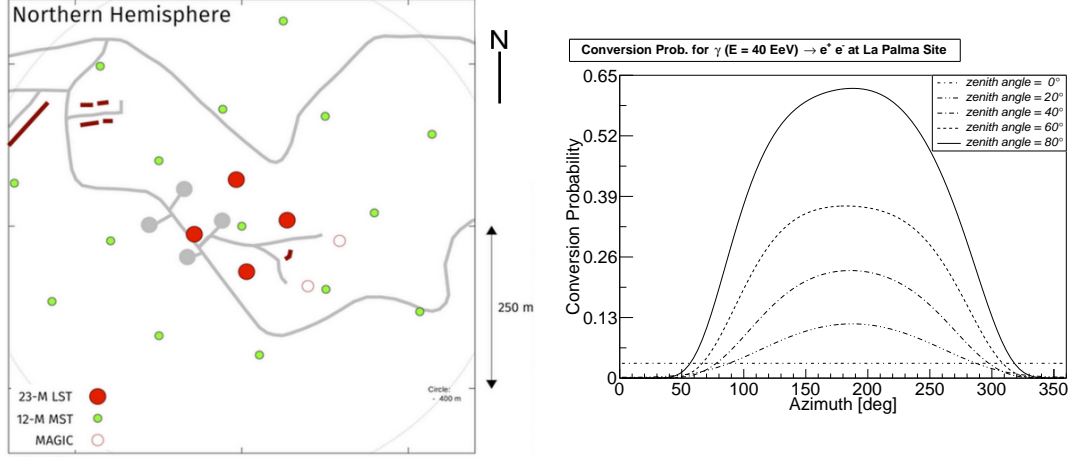 Northern Hemisphere
N
250 m
23-M LST
12-M MST
MAGIC
Circle:
- 400 m
Conversion Prob. for γ (E = 40 EeV) → e⁺ e⁻ at La Palma Site
zenith angle = 0°
zenith angle = 20°
zenith angle = 40°
zenith angle = 60°
zenith angle = 80°
Conversion Probability
0.65
0.52
0.39
0.26
0.13
0
0 50 100 150 200 250 300 350
Azimuth [deg]